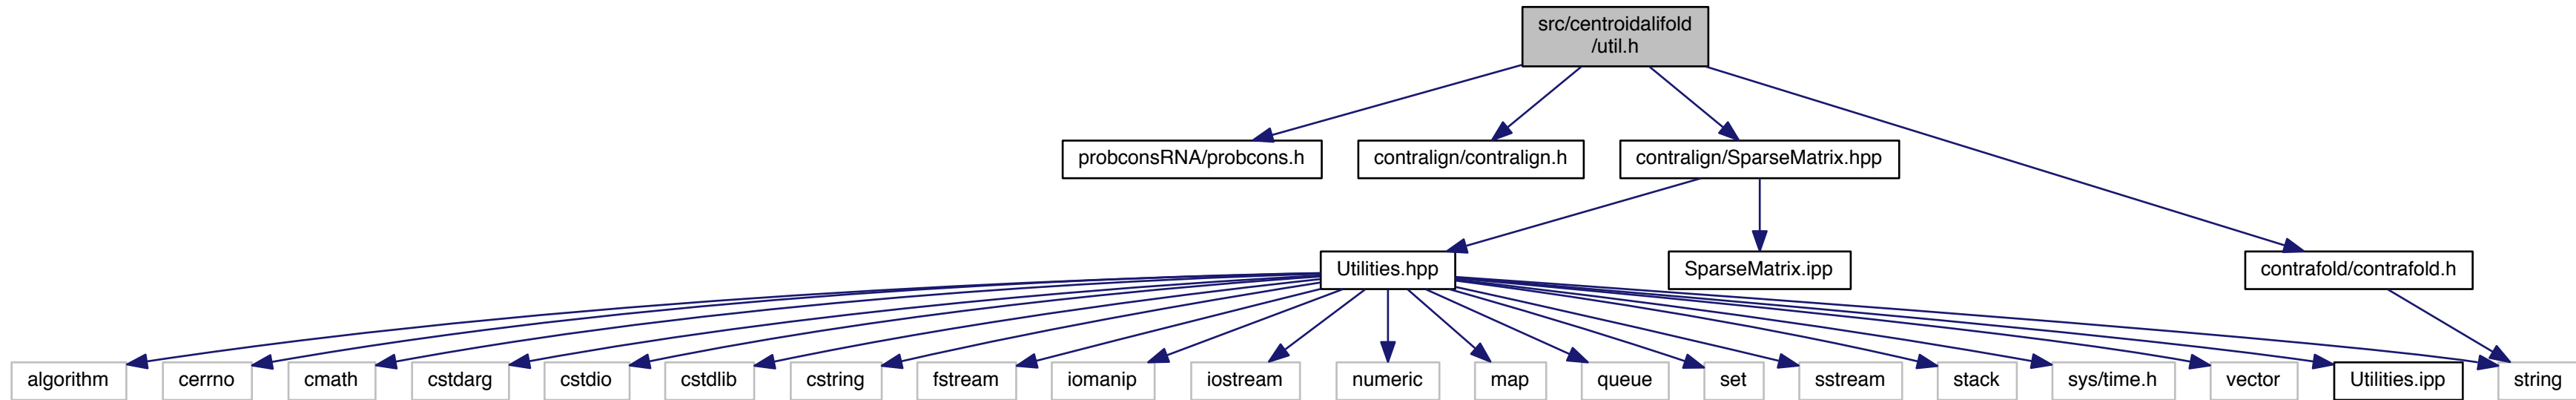 src/centroidalifold
/util.h
probconsRNA/probcons.h
contralign/contralign.h
contralign/SparseMatrix.hpp
Utilities.hpp
SparseMatrix.ipp
contrafold/contrafold.h
algorithm
cerrno
cmath
cstdarg
cstdio
cstdlib
cstring
fstream
iomanip
iostream
numeric
map
queue
set
sstream
stack
sys/time.h
vector
Utilities.ipp
string